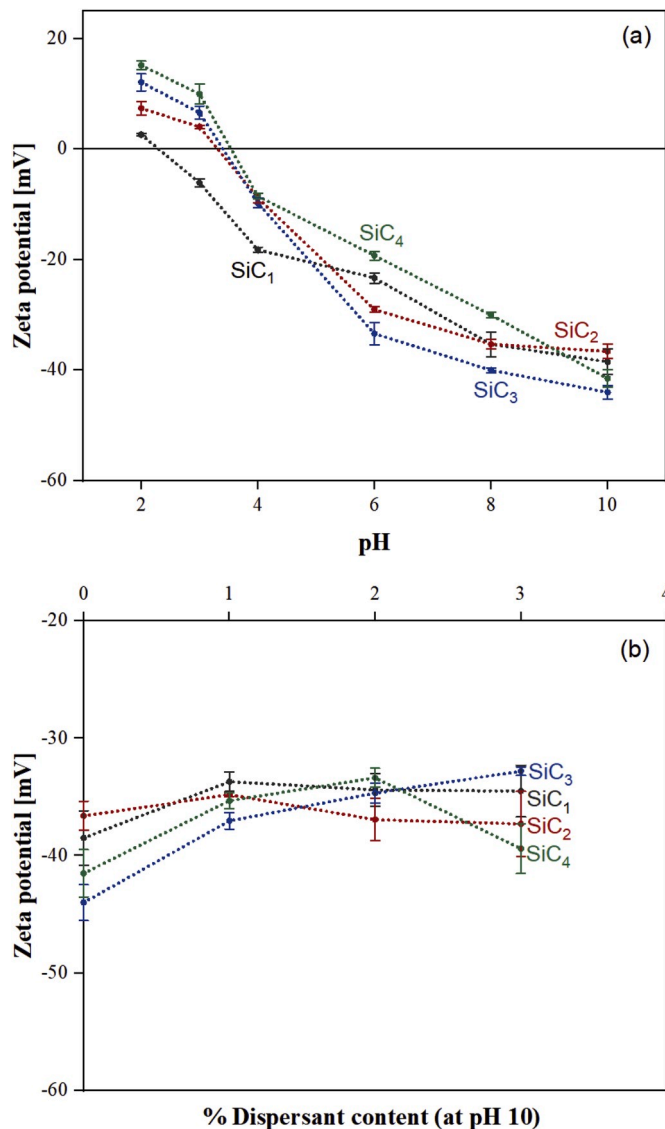 (a)
20
0
-20
-40
-60
Zeta potential [mV]
SiC4
SiC1
SiC2
SiC3
2 4 6 8 10
pH
0 1 2 3 4
(b)
-20
-30
-40
-50
-60
Zeta potential [mV]
SiC3
SiC1
SiC2
SiC4
% Dispersant content (at pH 10)